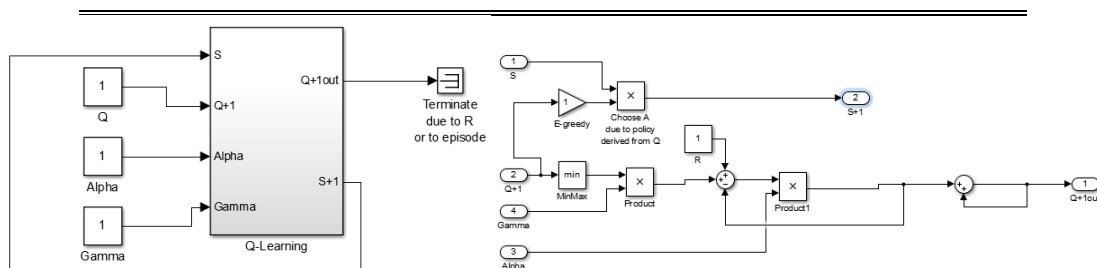 S
Q+1
Alpha
Gamma
Q+1out
S+1
1
Q
1
Alpha
1
Gamma
Q-Learning
Terminate
due to R
or to episode
1
S
1
E-greedy
×
Choose A
due to policy
derived from Q
2
S+1
1
R
2
Q+1
min
MinMax
×
Product
4
Gamma
3
Alpha
+
−
×
Product1
+
+
1
Q+1out